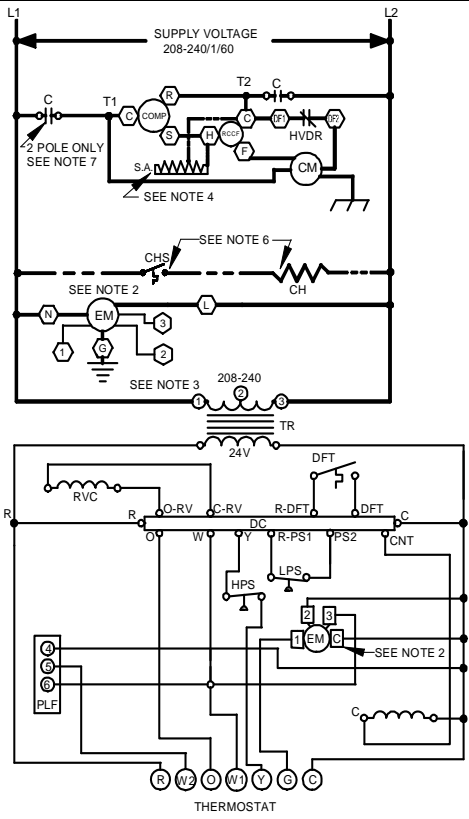 L1
L2
SUPPLY VOLTAGE
208-240/1/60
C
T1
R
T2
C
C
COMP
S
H
RCCF
C
DF1
HVDR
DF2
F
CM
2 POLE ONLY
SEE NOTE 7
S.A.
SEE NOTE 4
SEE NOTE 6
CHS
CH
SEE NOTE 2
N
EM
L
3
1
2
G
SEE NOTE 3
208-240
1
2
3
TR
24V
DFT
RVC
O-RV
C-RV
R-DFT
DFT
R
R
DC
C
O
W
Y
R-PS1
PS2
CNT
HPS
LPS
2
3
1
EM
C
SEE NOTE 2
4
5
6
PLF
C
R
W2
O
W1
Y
G
C
THERMOSTAT